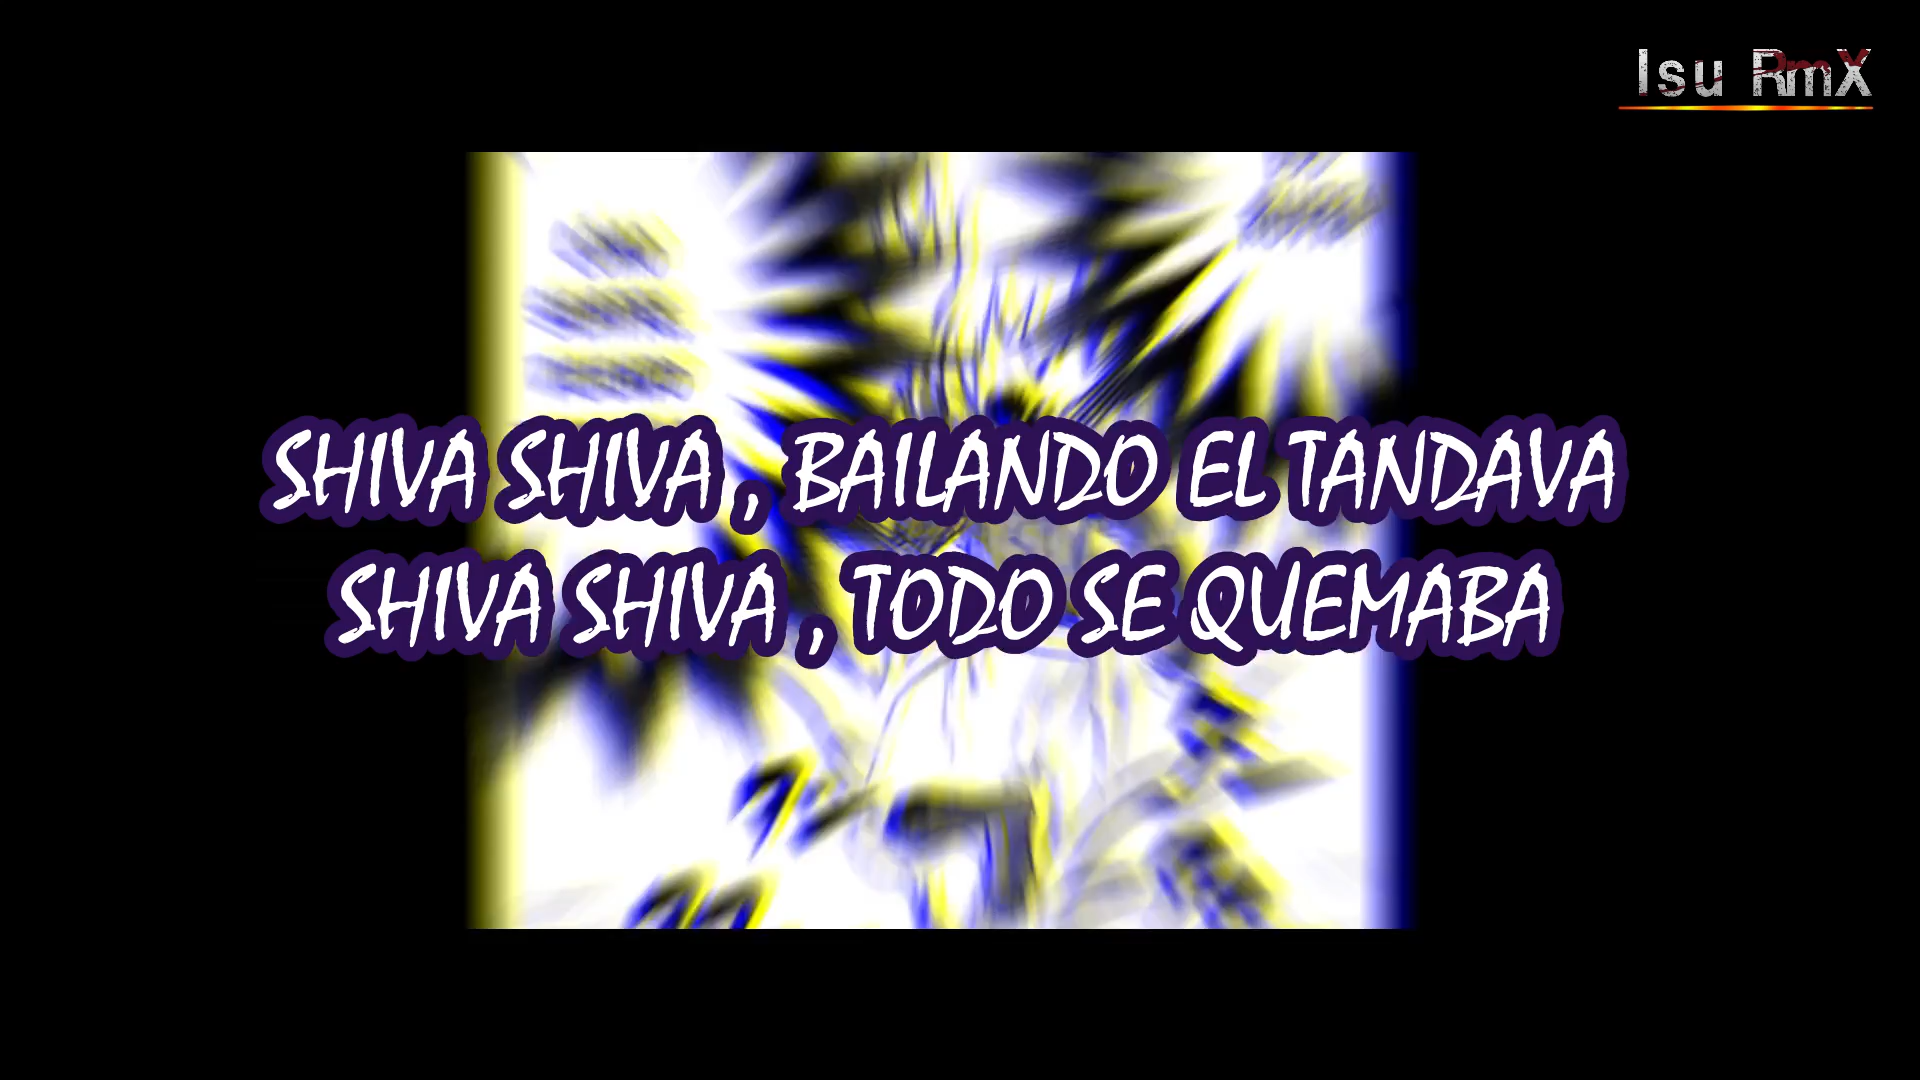 Isu RmX
SHIVA SHIVA , BAILANDO EL TANDAVA
SHIVA SHIVA , TODO SE QUEMABA